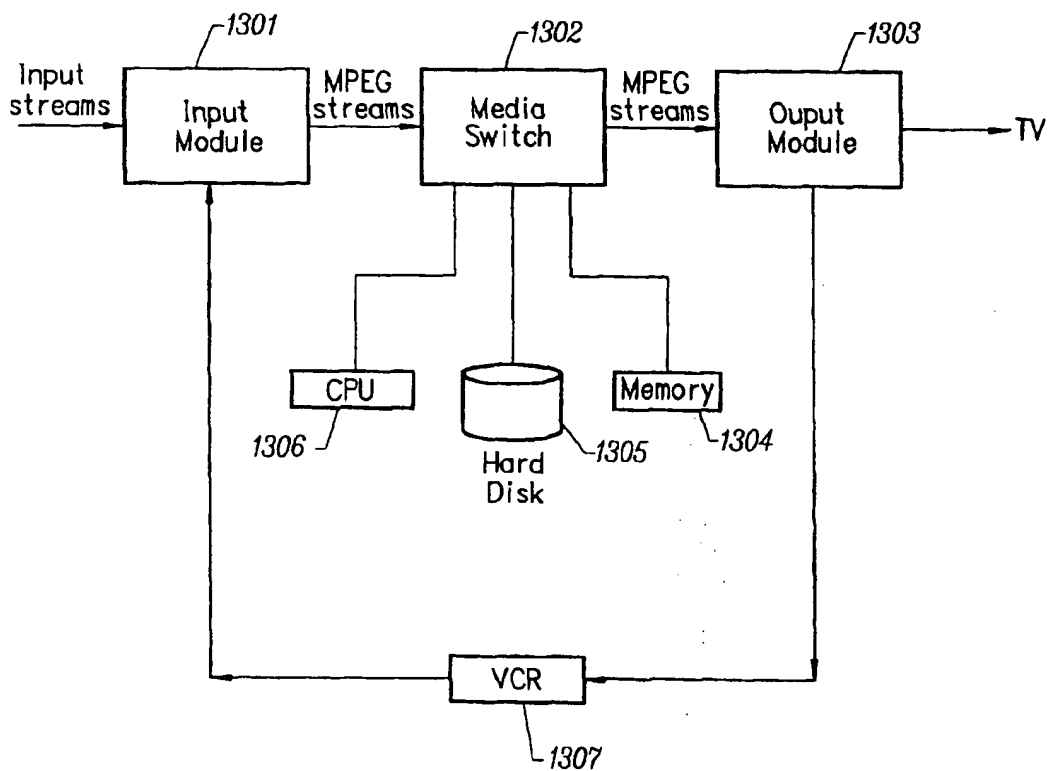 1301
1302
1303
Input
streams
Input
Module
MPEG
streams
Media
Switch
MPEG
streams
Ouput
Module
TV
CPU
1306
1305
Hard
Disk
Memory
1304
VCR
1307